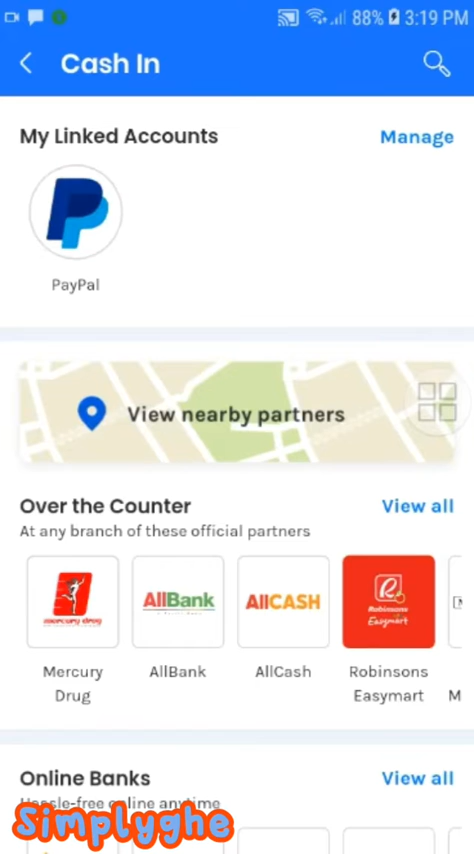 88% 3:19 PM
Cash In
My Linked Accounts
Manage
PayPal
View nearby partners
Over the Counter
View all
At any branch of these official partners
mercury drug
AllBank
ALLCASH
Robinsons
Easymart
Mercury
Drug
AllBank
AllCash
Robinsons
Easymart
M
Online Banks
View all
Hassle-free online anytime
Simplyghe